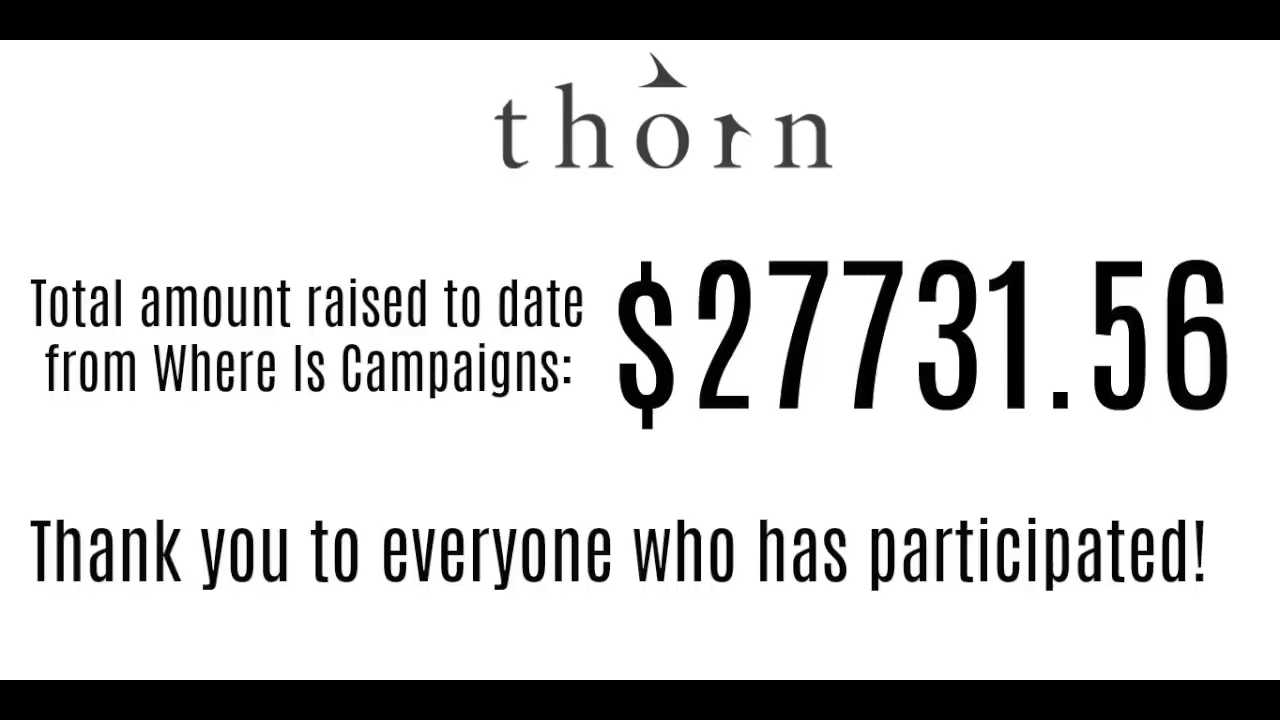 thorn
Total amount raised to date
from Where Is Campaigns:
$27731.56
Thank you to everyone who has participated!